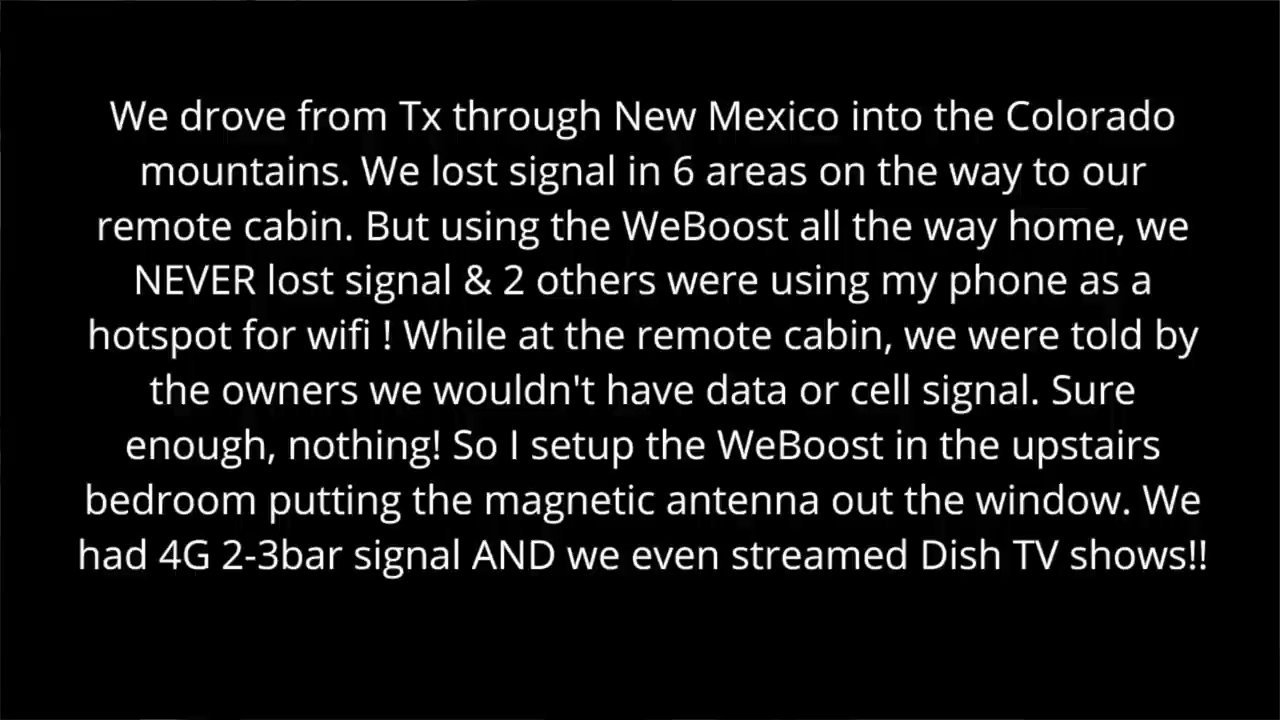 We drove from Tx through New Mexico into the Colorado
mountains. We lost signal in 6 areas on the way to our
remote cabin. But using the WeBoost all the way home, we
NEVER lost signal & 2 others were using my phone as a
hotspot for wifi ! While at the remote cabin, we were told by
the owners we wouldn't have data or cell signal. Sure
enough, nothing! So I setup the WeBoost in the upstairs
bedroom putting the magnetic antenna out the window. We
had 4G 2-3bar signal AND we even streamed Dish TV shows!!